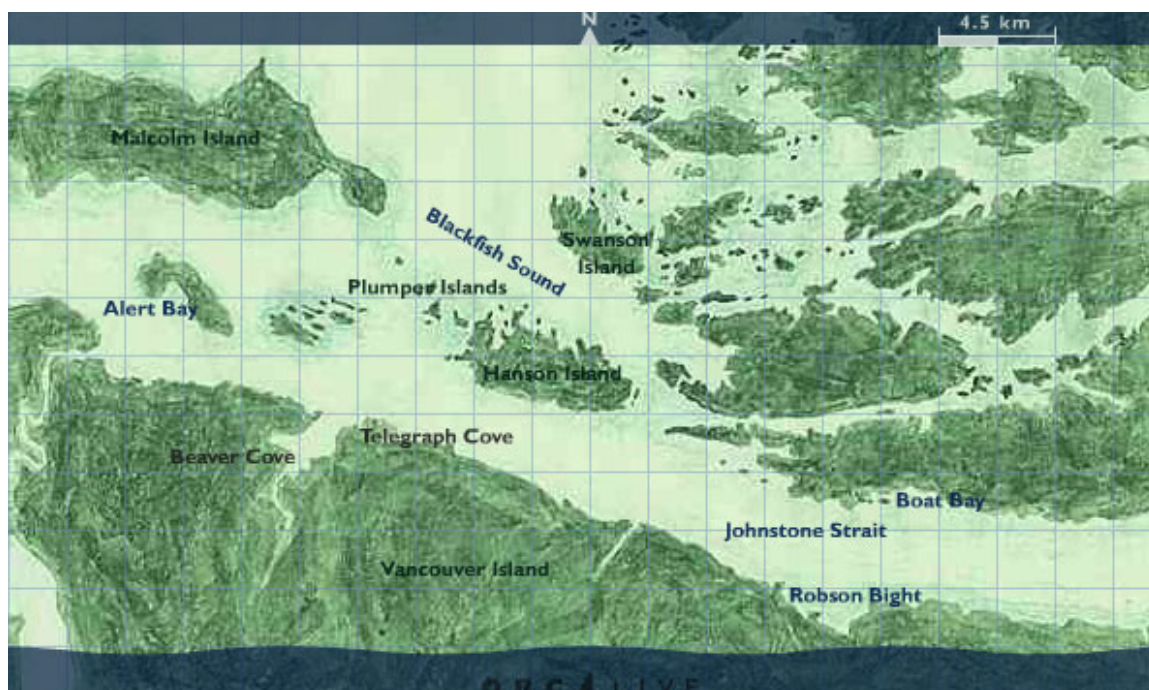 N
4.5 km
Malcolm Island
Blackfish Sound
Swanson
Island
Plumper Islands
Alert Bay
Hanson Island
Telegraph Cove
Beaver Cove
Boat Bay
Johnstone Strait
Vancouver Island
Robson Bight
ORCALIVE